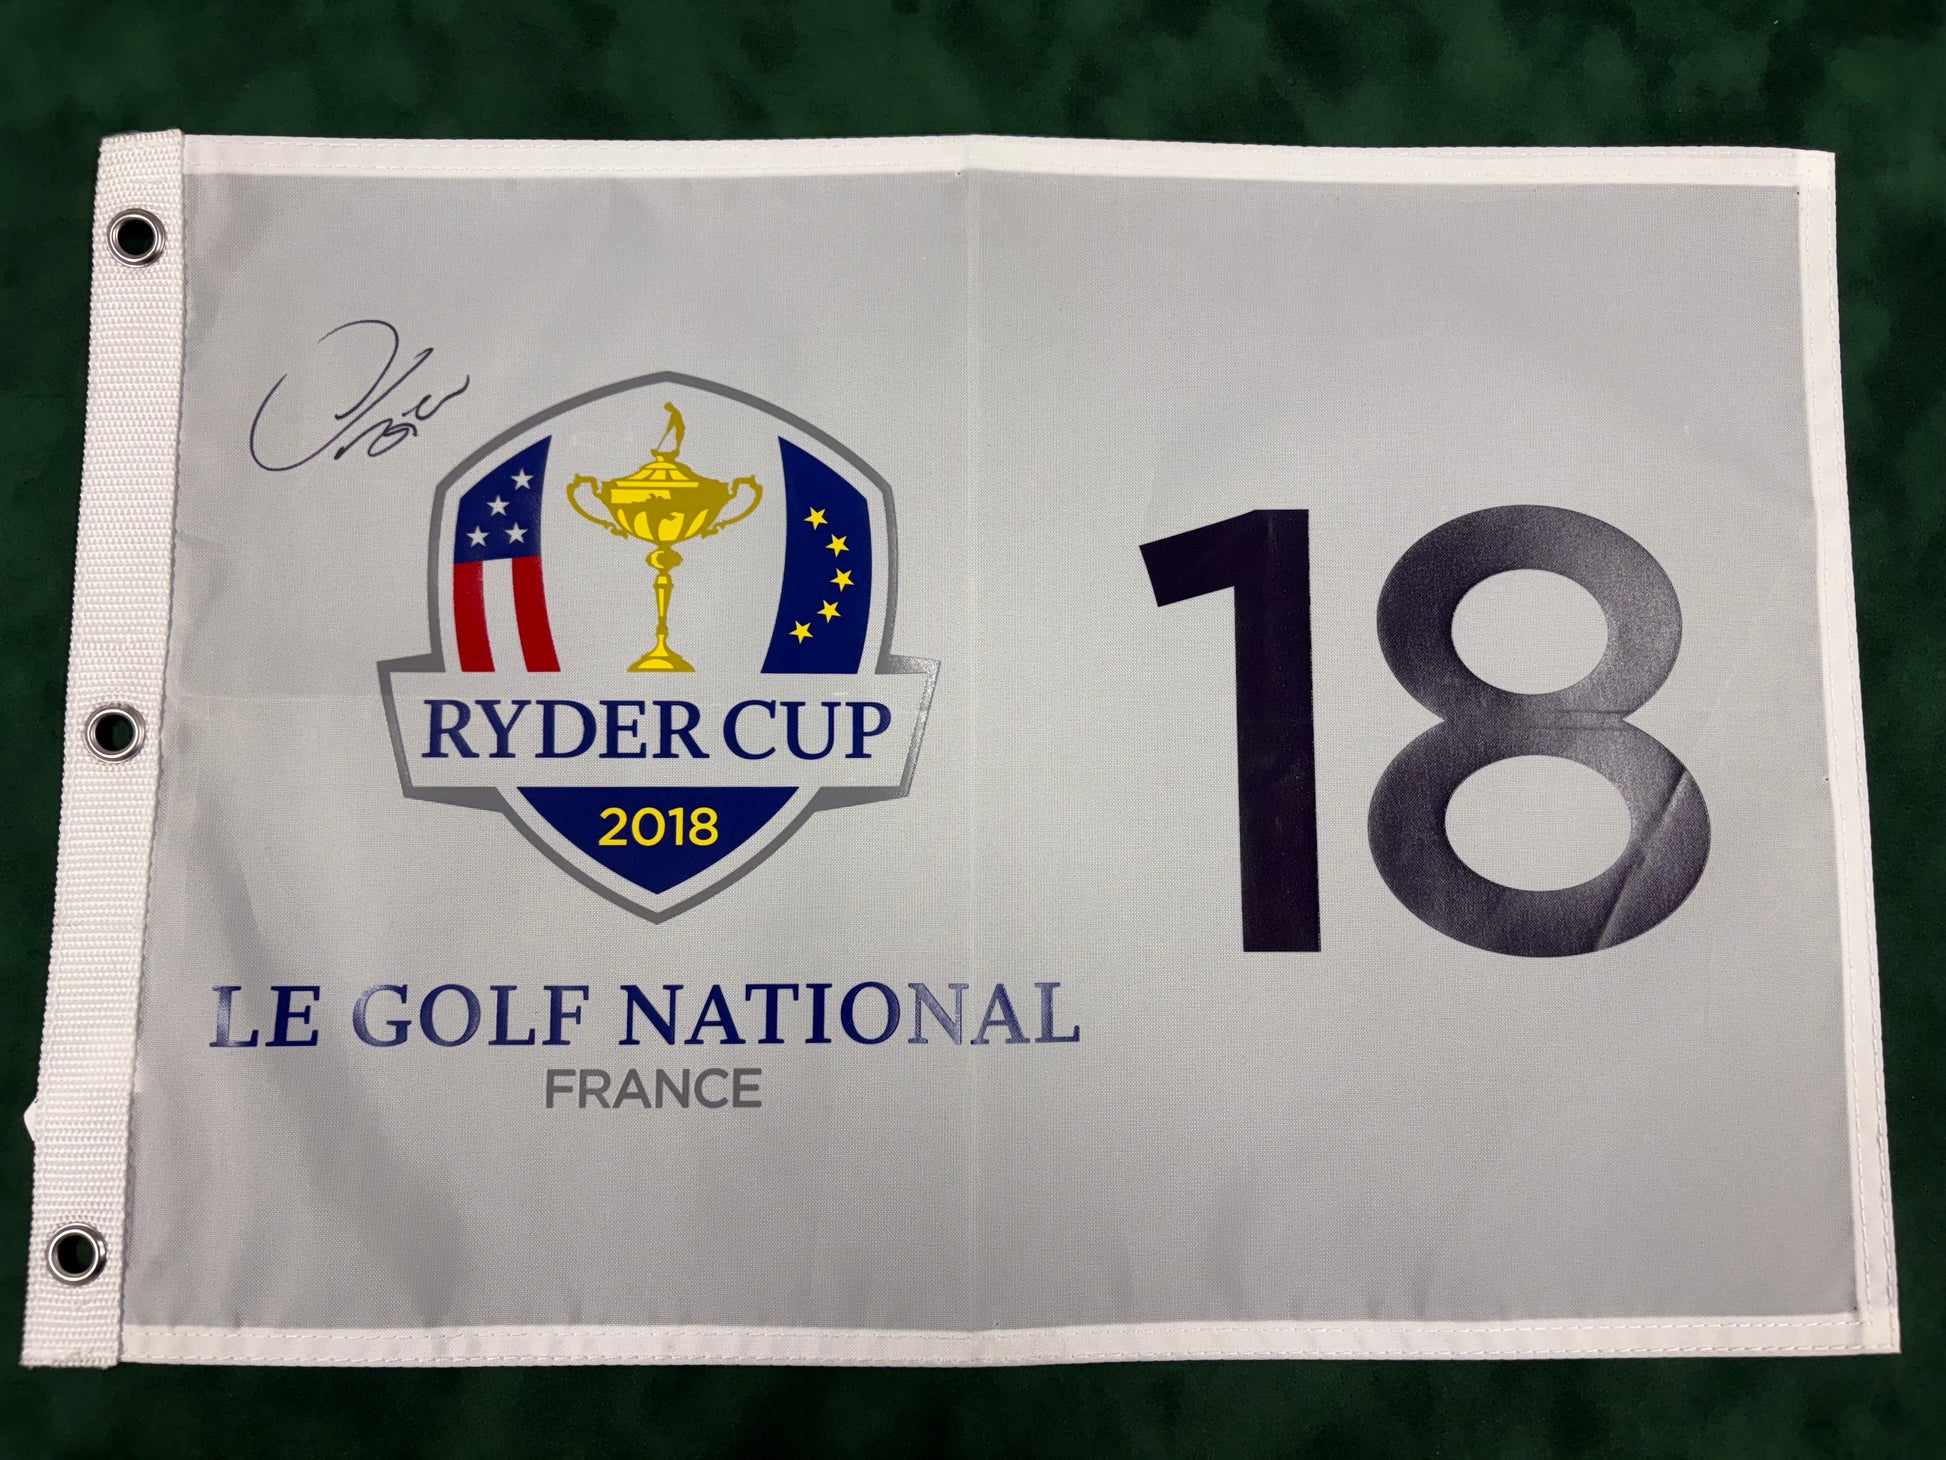 RYDER CUP
2018
LE GOLF NATIONAL
FRANCE
18